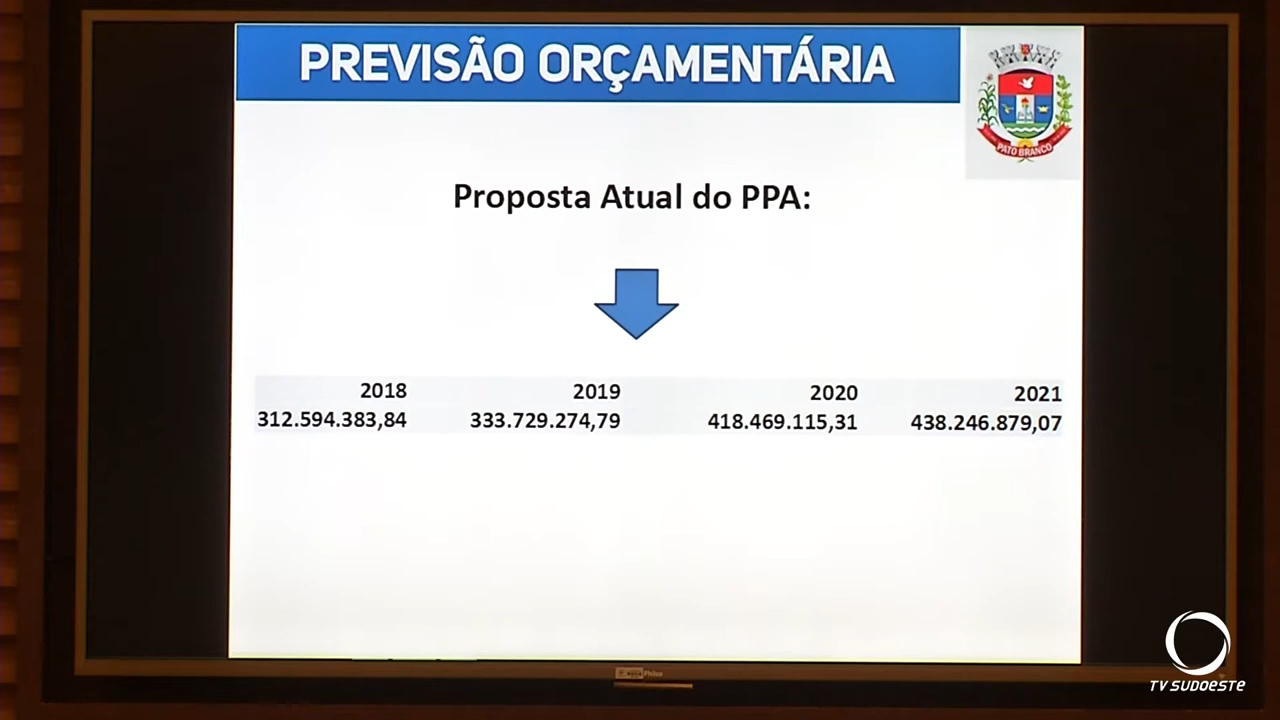 PREVISÃO ORÇAMENTÁRIA
PATO BRANCO
Proposta Atual do PPA:
2018 2019 2020 2021
312.594.383,84 333.729.274,79 418.469.115,31 438.246.879,07
Philco
TV SUDOESTE